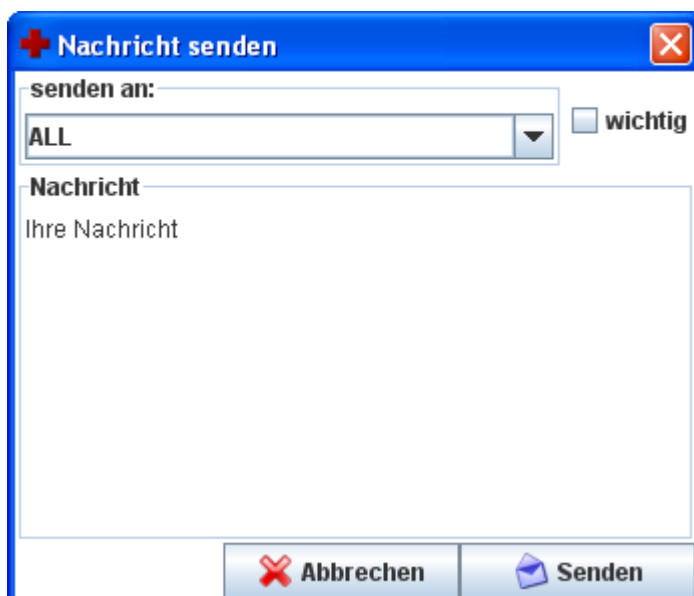 Nachricht senden
senden an:
ALL
wichtig
Nachricht
Ihre Nachricht
Abbrechen
Senden